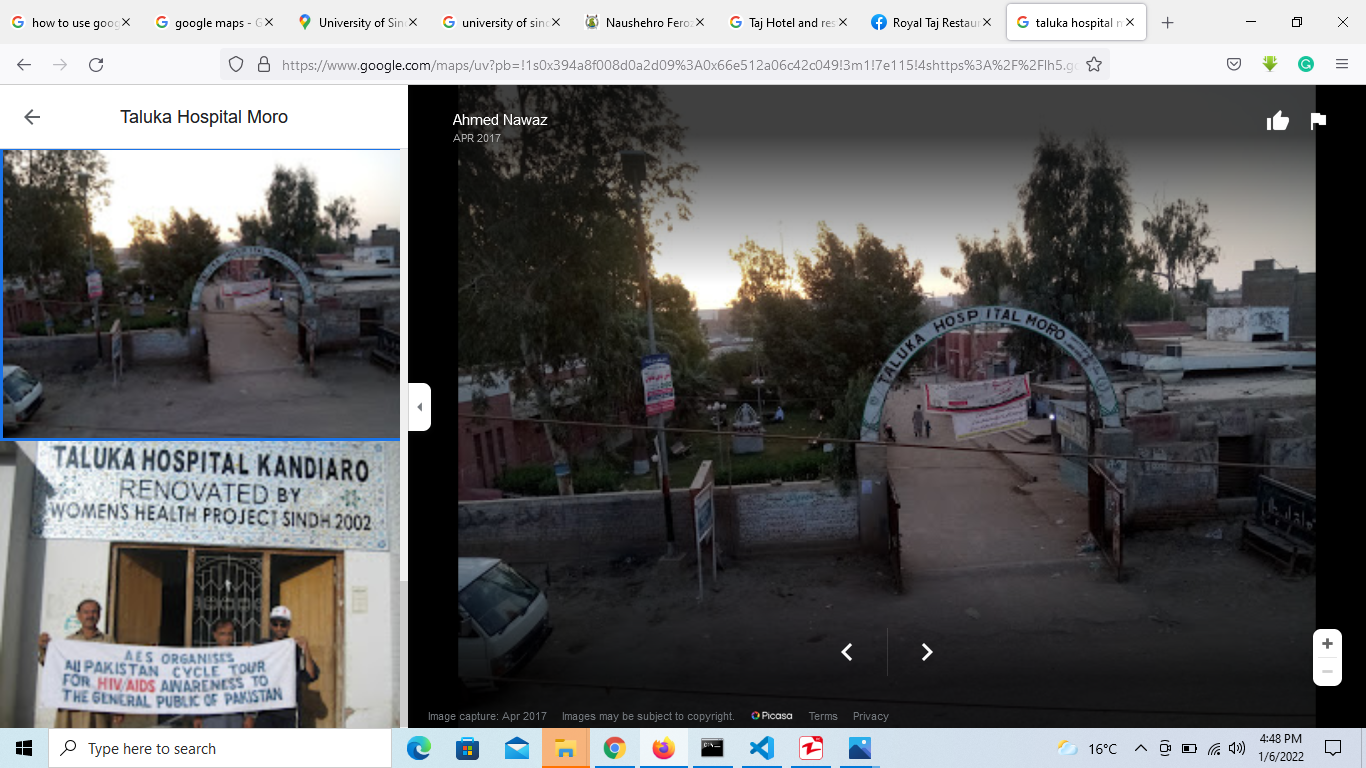 how to use goog
google maps - G
University of Sin
university of sind
Naushehro Feroz
Taj Hotel and res
Royal Taj Restau
taluka hospital m
https://www.google.com/maps/uv?pb=!1s0x394a8f008d0a2d09%3A0x66e512a06c42c049!3m1!7e115!4shttps%3A%2F%2Flh5.go
Taluka Hospital Moro
Ahmed Nawaz
APR 2017
TALUKA HOSPITAL MORO
TALUKA HOSPITAL KANDIARO
RENOVATED BY
WOMEN'S HEALTH PROJECT SINDH 2002
A.E.S ORGANISES
All PAKISTAN CYCLE TOUR
FOR HIV/AIDS AWARENESS TO
THE GENERAL PUBLIC OF PAKISTAN
Image capture: Apr 2017 Images may be subject to copyright. Picasa Terms Privacy
Type here to search
16°C
4:48 PM
1/6/2022